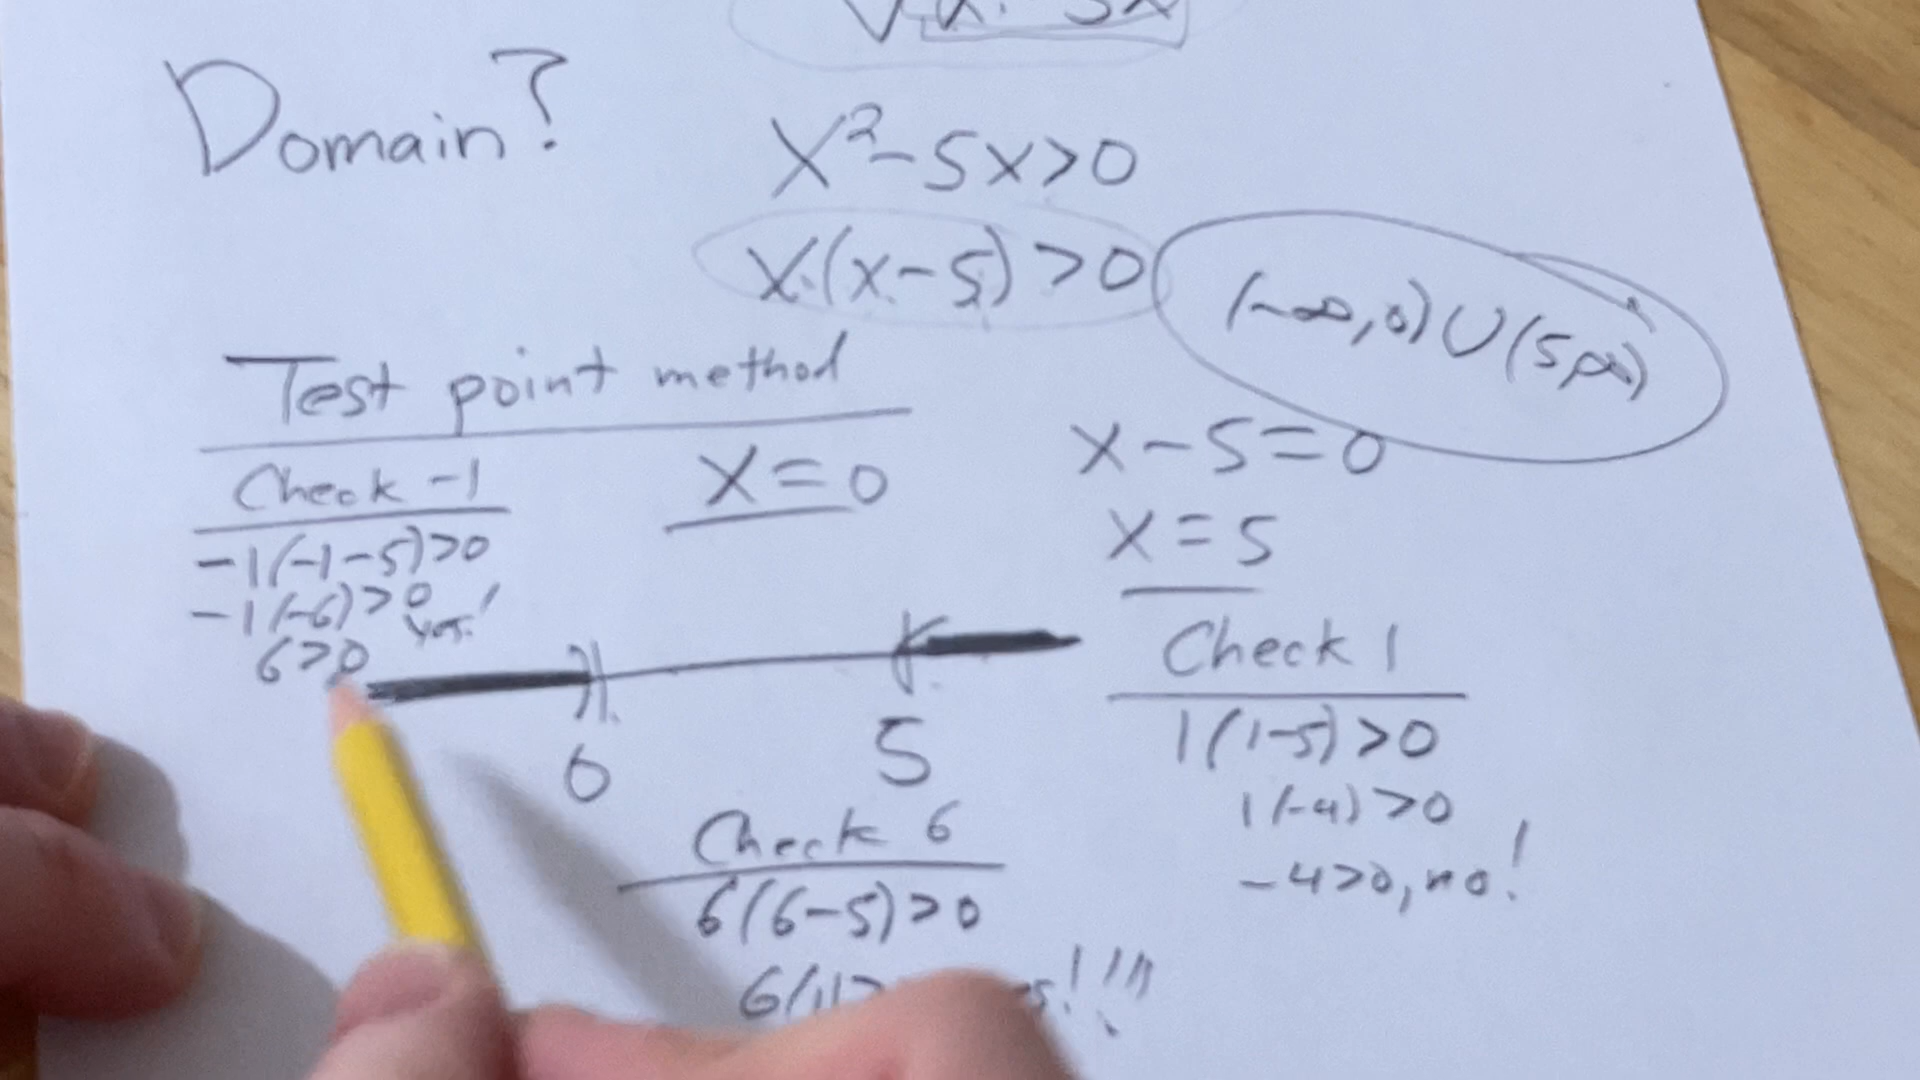 Domain?
x²-5x>0
x·(x-5)>0
(-∞,0)∪(5,∞)
Test point method
x-5=0
x=5
x=0
Check -1
-1(-1-5)>0
-1(-6)>0
yes!
6>0
0
5
Check 1
1(1-5)>0
1(-4)>0
-4>0, no!
Check 6
6(6-5)>0